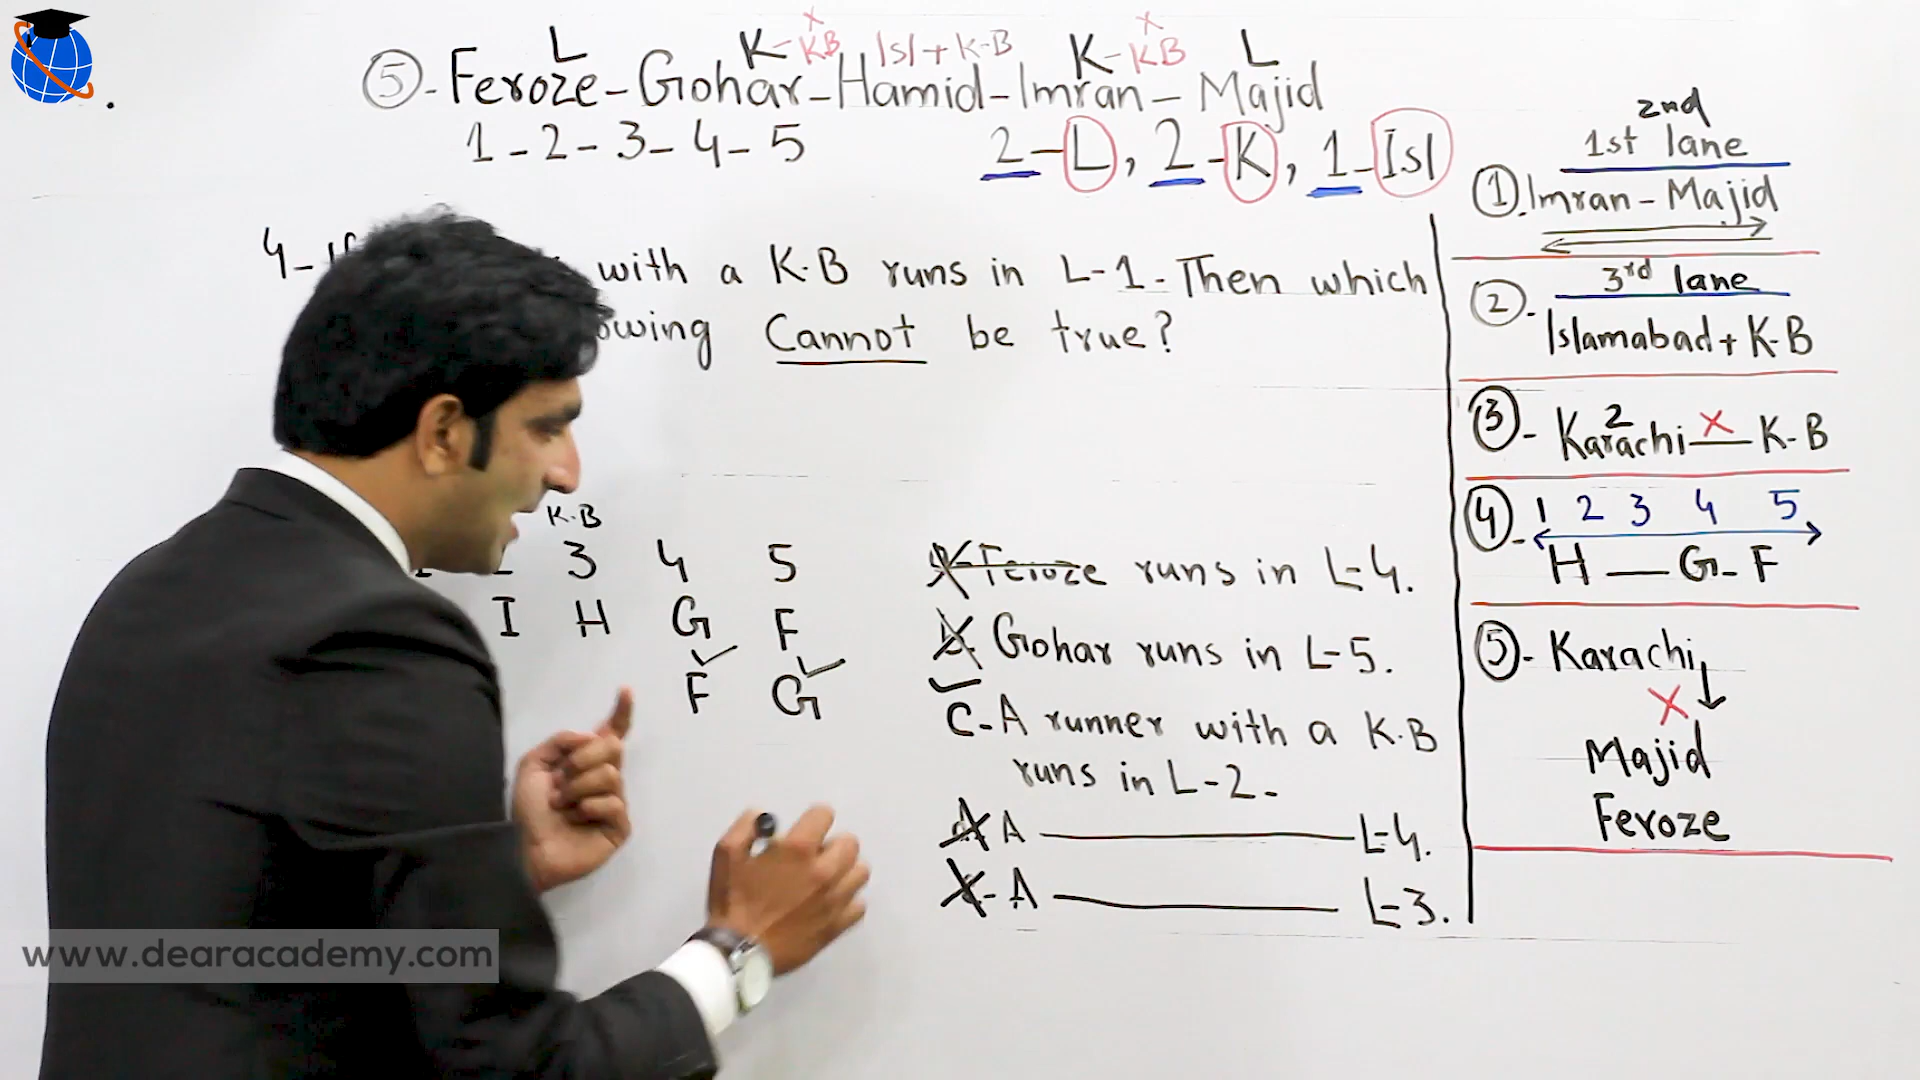 L K-KB x Isl+K-B K-KB x L
5-Feroze-Gohar-Hamid-Imran-Majid
1-2-3-4-5 2-L, 2-K, 1-Isl
4- with a K.B runs in L-1. Then which
owing Cannot be true?
K.B
3 4 5
I H G F
F G
Feroze runs in L-4.
Gohar runs in L-5.
C-A runner with a K.B
runs in L-2.
A L-4.
A L-3.
2nd
1st lane
1. Imran-Majid
3rd lane
2-
Islamabad+K-B
2
3- Karachi x K-B
4- 1 2 3 4 5
H G-F
5- Karachi
x
Majid
Feroze
www.dearacademy.com